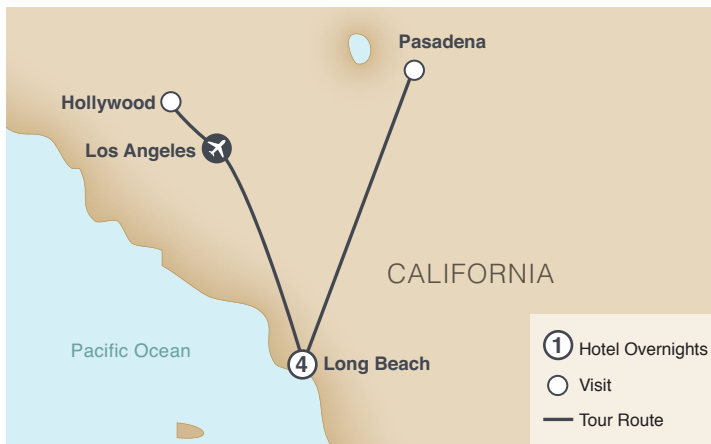 Pasadena
Hollywood
Los Angeles
CALIFORNIA
Pacific Ocean
4 Long Beach
1 Hotel Overnights
Visit
Tour Route